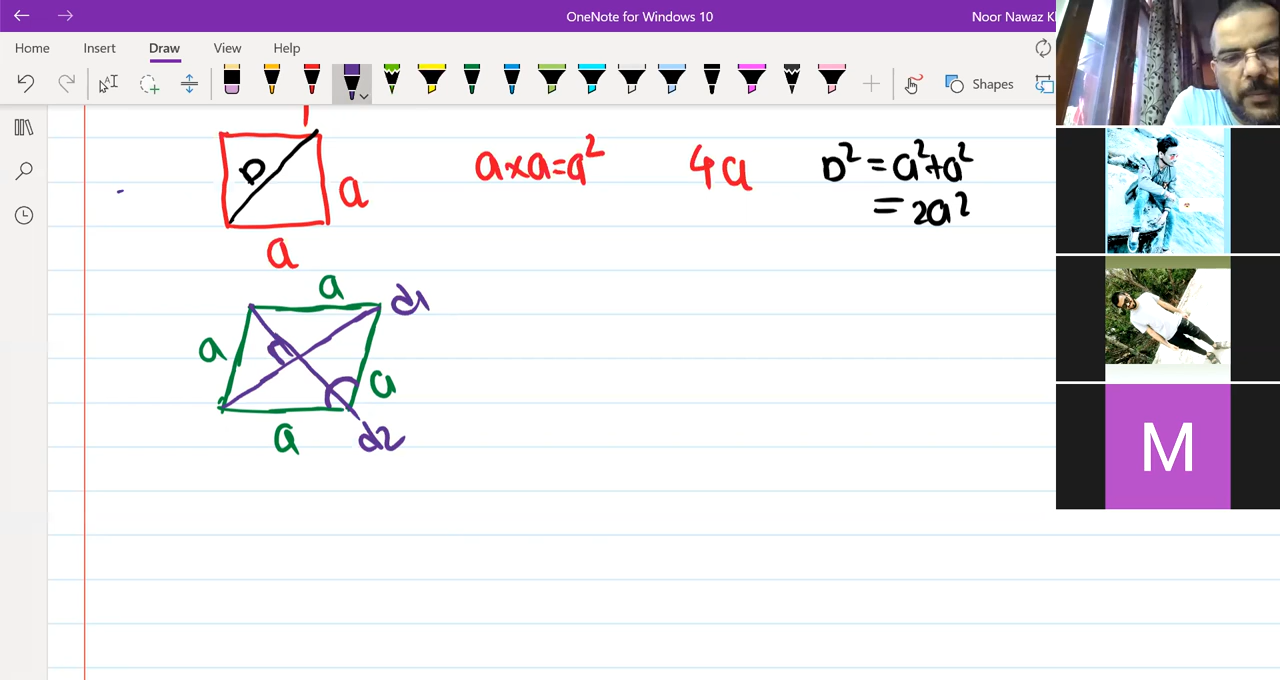 OneNote for Windows 10
Noor Nawaz
Home Insert Draw View Help
Shapes
D
a×a=a² 4a D²=a²+a²
a
=2a²
a
a d1
a
a
a d2
M